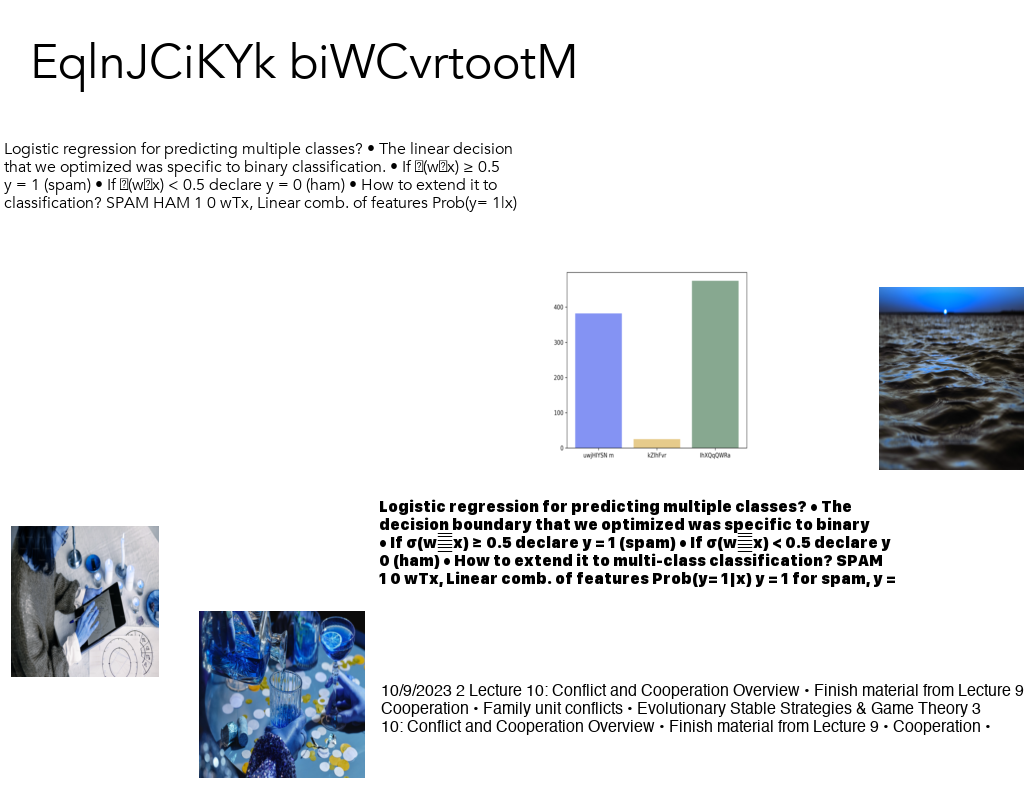 EqlnJCiKYk biWCvrtootM
Logistic regression for predicting multiple classes? • The linear decision
that we optimized was specific to binary classification. • If (wx) ≥ 0.5
y = 1 (spam) • If (wx) < 0.5 declare y = 0 (ham) • How to extend it to
classification? SPAM HAM 1 0 wTx, Linear comb. of features Prob(y= 1|x)
400
300
200
100
0
uwjHlYSN m kZlhFvr lhXQqQWRa
Logistic regression for predicting multiple classes? • The
decision boundary that we optimized was specific to binary
• If σ(wx) ≥ 0.5 declare y = 1 (spam) • If σ(wx) < 0.5 declare y
0 (ham) • How to extend it to multi-class classification? SPAM
1 0 wTx, Linear comb. of features Prob(y= 1|x) y = 1 for spam, y =
10/9/2023 2 Lecture 10: Conflict and Cooperation Overview • Finish material from Lecture 9
Cooperation • Family unit conflicts • Evolutionary Stable Strategies & Game Theory 3
10: Conflict and Cooperation Overview • Finish material from Lecture 9 • Cooperation •